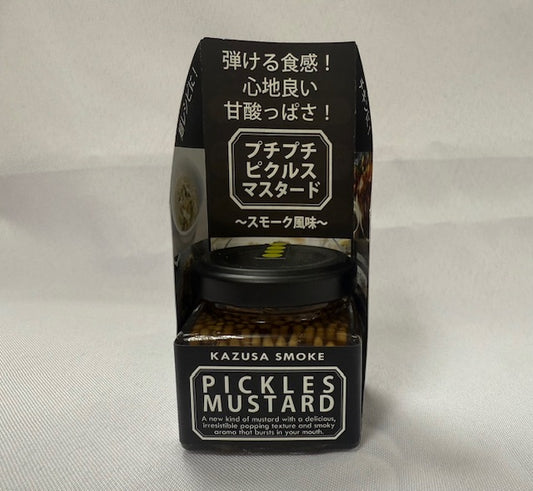 弾ける食感！
心地良い
甘酸っぱさ！
プチプチ
ピクルス
マスタード
～スモーク風味～
KAZUSA SMOKE
PICKLES
MUSTARD
A new kind of mustard with a delicious,
irresistible popping texture and smoky
aroma that bursts in your mouth.